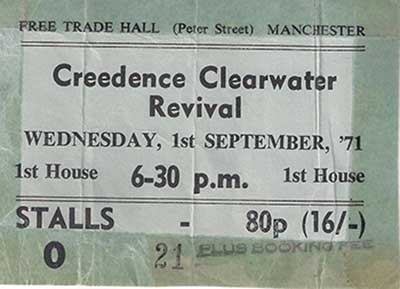 FREE TRADE HALL (Peter Street) MANCHESTER
Creedence Clearwater
Revival
WEDNESDAY, 1st SEPTEMBER, '71
1st House 6-30 p.m. 1st House
STALLS - 80p (16/-)
O 21 PLUS BOOKING FEE